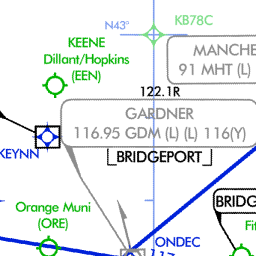 N43°
KB78C
KEENE
Dillant/Hopkins
(EEN)
MANCHE
91 MHT (L)
122.1R
GARDNER
116.95 GDM (L) (L) 116(Y)
KEYNN
BRIDGEPORT
BRIDG
Orange Muni
(ORE)
Fit
ONDEC